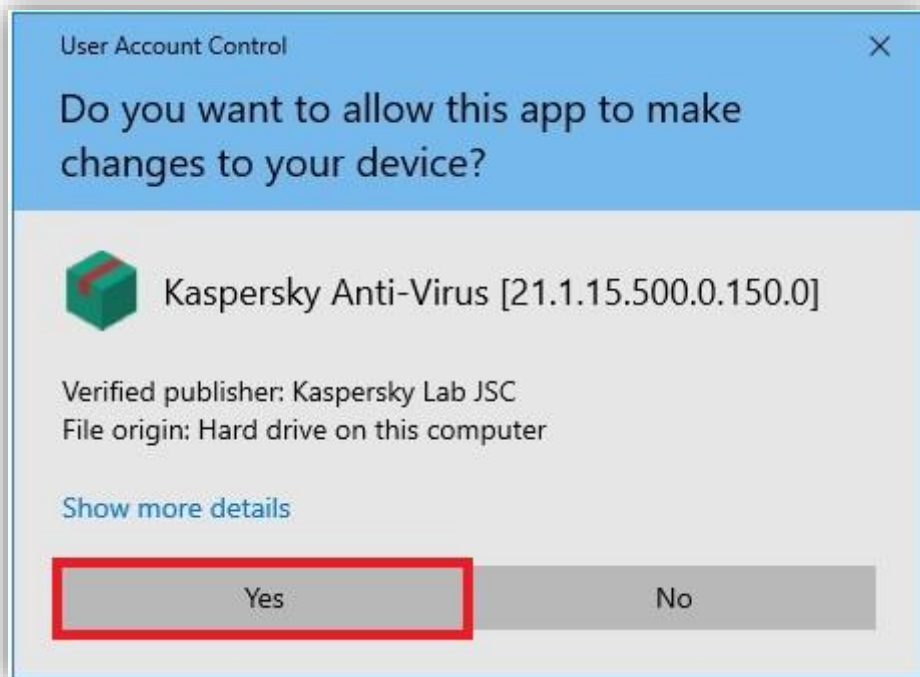 User Account Control
Do you want to allow this app to make
changes to your device?
Kaspersky Anti-Virus [21.1.15.500.0.150.0]
Verified publisher: Kaspersky Lab JSC
File origin: Hard drive on this computer
Show more details
Yes
No